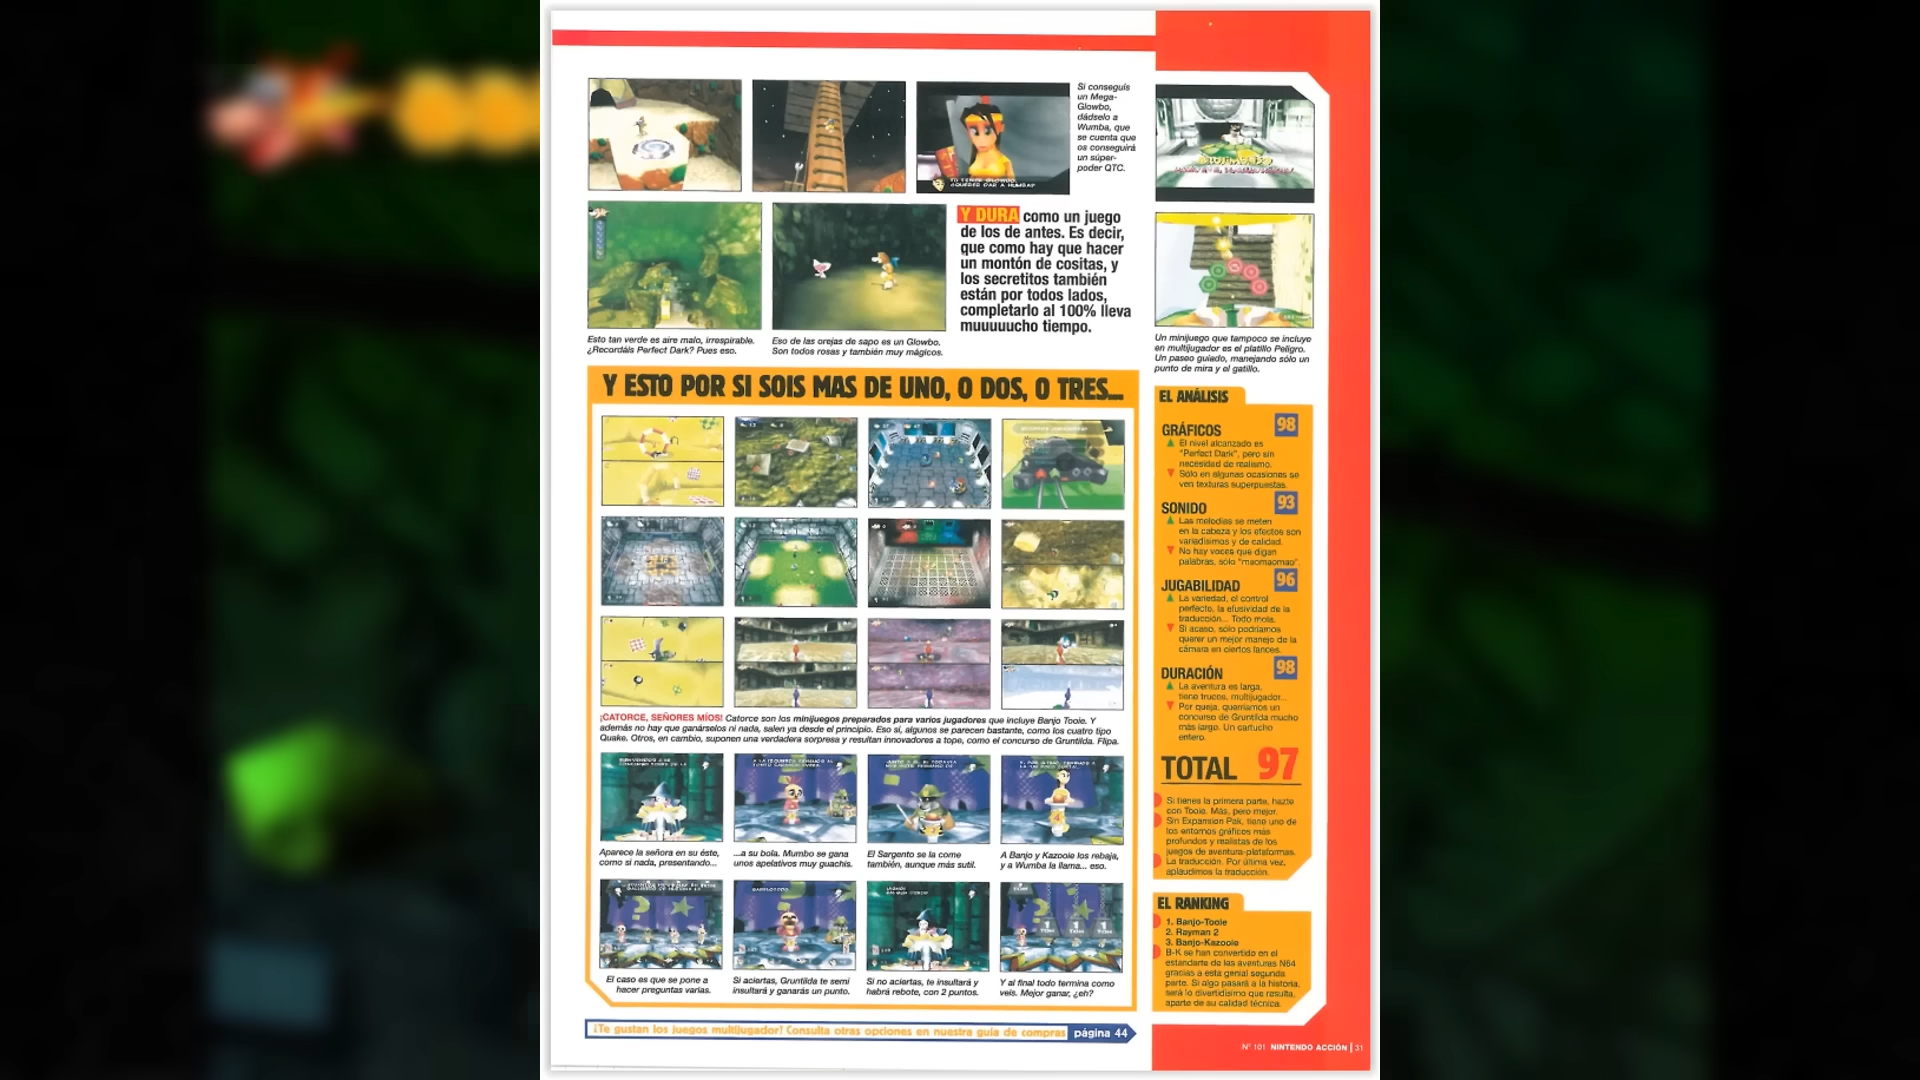 Si conseguís
un Mega-
Glowbo,
dádselo a
Wumba, que
se cuenta que
os conseguirá
un súper-
poder QTC.
TÚ TENER GLOWBO.
¿QUERER DAR A HUMBA?
Y DURA como un juego
de los de antes. Es decir,
que como hay que hacer
un montón de cositas, y
los secretitos también
están por todos lados,
completarlo al 100% lleva
muuuuucho tiempo.
Esto tan verde es aire malo, irrespirable.
¿Recordáis Perfect Dark? Pues eso.
Eso de las orejas de sapo es un Glowbo.
Son todos rosas y también muy mágicos.
Y ESTO POR SI SOIS MAS DE UNO, O DOS, O TRES...
¡CATORCE, SEÑORES MÍOS! Catorce son los minijuegos preparados para varios jugadores que incluye Banjo Tooie. Y
además no hay que ganárselos ni nada, salen ya desde el principio. Eso sí, algunos se parecen bastante, como los cuatro tipo
Quake. Otros, en cambio, suponen una verdadera sorpresa y resultan innovadores a tope, como el concurso de Gruntilda. Flipa.
Aparece la señora en su éste,
como si nada, presentando...
...a su bola. Mumbo se gana
unos apelativos muy guachis.
El Sargento se la come
también, aunque más sutil.
A Banjo y Kazooie los rebaja,
y a Wumba la llama... eso.
El caso es que se pone a
hacer preguntas varias.
Si aciertas, Gruntilda te semi
insultará y ganarás un punto.
Si no aciertas, te insultará y
habrá rebote, con 2 puntos.
Y al final todo termina como
veis. Mejor ganar, ¿eh?
¡Te gustan los juegos multijugador! Consulta otras opciones en nuestra guía de compras página 44
Un minijuego que tampoco se incluye
en multijugador es el platillo Peligro.
Un paseo guiado, manejando sólo un
punto de mira y el gatillo.
EL ANÁLISIS
GRÁFICOS 98
El nivel alcanzado es
"Perfect Dark", pero sin
necesidad de realismo.
Sólo en algunas ocasiones se
ven texturas superpuestas.
SONIDO 93
Las melodías se meten
en la cabeza y los efectos son
variadísimos y de calidad.
No hay voces que digan
palabras, sólo "maomaomao".
JUGABILIDAD 96
La variedad, el control
perfecto, la efusividad de la
traducción... Todo mola.
Si acaso, sólo podríamos
querer un mejor manejo de la
cámara en ciertos lances.
DURACIÓN 98
La aventura es larga,
tiene trucos, multijugador...
Por queja, querríamos un
concurso de Gruntilda mucho
más largo. Un cartucho
entero.
TOTAL 97
Si tienes la primera parte, hazte
con Tooie. Más, pero mejor.
Sin Expansion Pak, tiene uno de
los entornos gráficos más
profundos y realistas de los
juegos de aventura-plataformas.
La traducción. Por última vez,
aplaudimos la traducción.
EL RANKING
1. Banjo-Tooie
2. Rayman 2
3. Banjo-Kazooie
B-K se han convertido en el
estandarte de las aventuras N64
gracias a esta genial segunda
parte. Si algo pasará a la historia,
será lo divertidísimo que resulta,
aparte de su calidad técnica.
Nº 101 NINTENDO ACCIÓN | 31